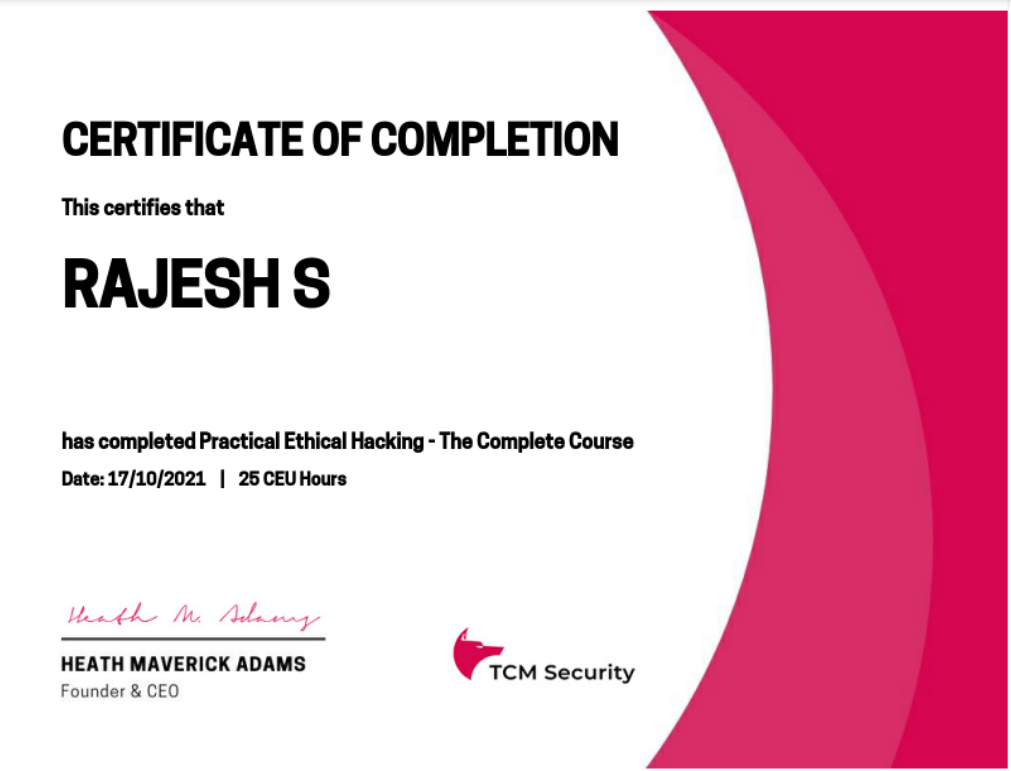 CERTIFICATE OF COMPLETION
This certifies that
RAJESH S
has completed Practical Ethical Hacking - The Complete Course
Date: 17/10/2021 | 25 CEU Hours
Heath M. Adams
HEATH MAVERICK ADAMS
Founder & CEO
TCM Security